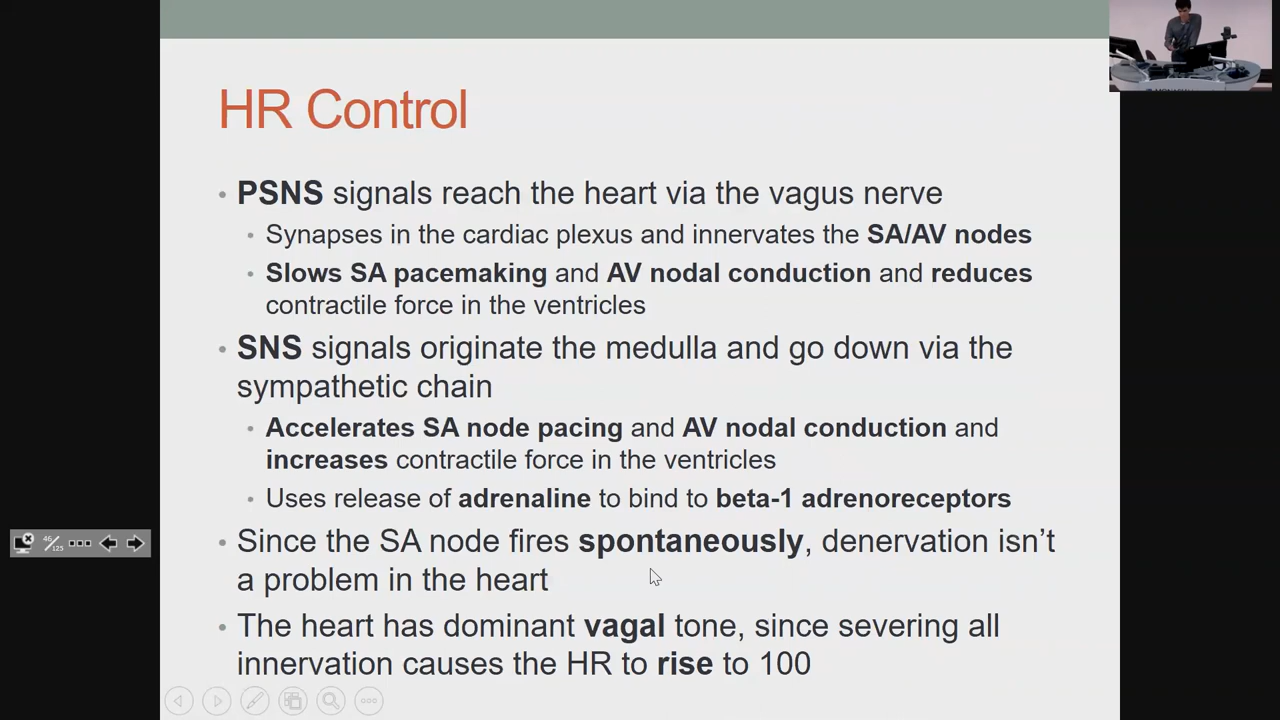 HR Control
• PSNS signals reach the heart via the vagus nerve
• Synapses in the cardiac plexus and innervates the SA/AV nodes
• Slows SA pacemaking and AV nodal conduction and reduces
contractile force in the ventricles
• SNS signals originate the medulla and go down via the
sympathetic chain
• Accelerates SA node pacing and AV nodal conduction and
increases contractile force in the ventricles
• Uses release of adrenaline to bind to beta-1 adrenoreceptors
• Since the SA node fires spontaneously, denervation isn’t
a problem in the heart
• The heart has dominant vagal tone, since severing all
innervation causes the HR to rise to 100
46/125